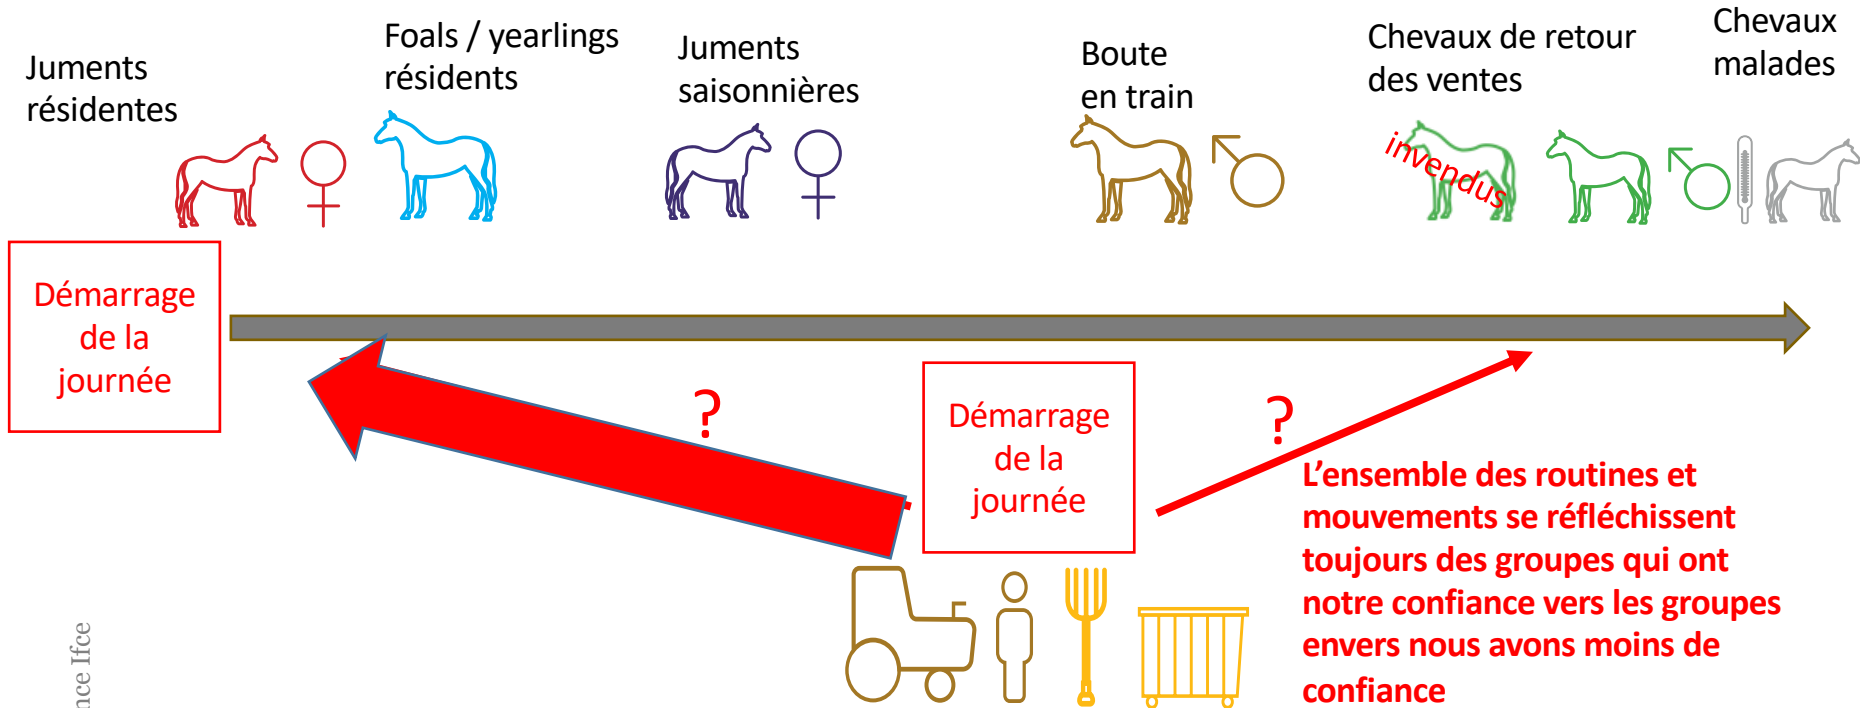 Juments
résidentes
Foals / yearlings
résidents
Juments
saisonnières
Boute
en train
Chevaux de retour
des ventes
Chevaux
malades
invendus
Démarrage
de la
journée
?
Démarrage
de la
journée
?
L’ensemble des routines et
mouvements se réfléchissent
toujours des groupes qui ont
notre confiance vers les groupes
envers nous avons moins de
confiance
nce Ifce